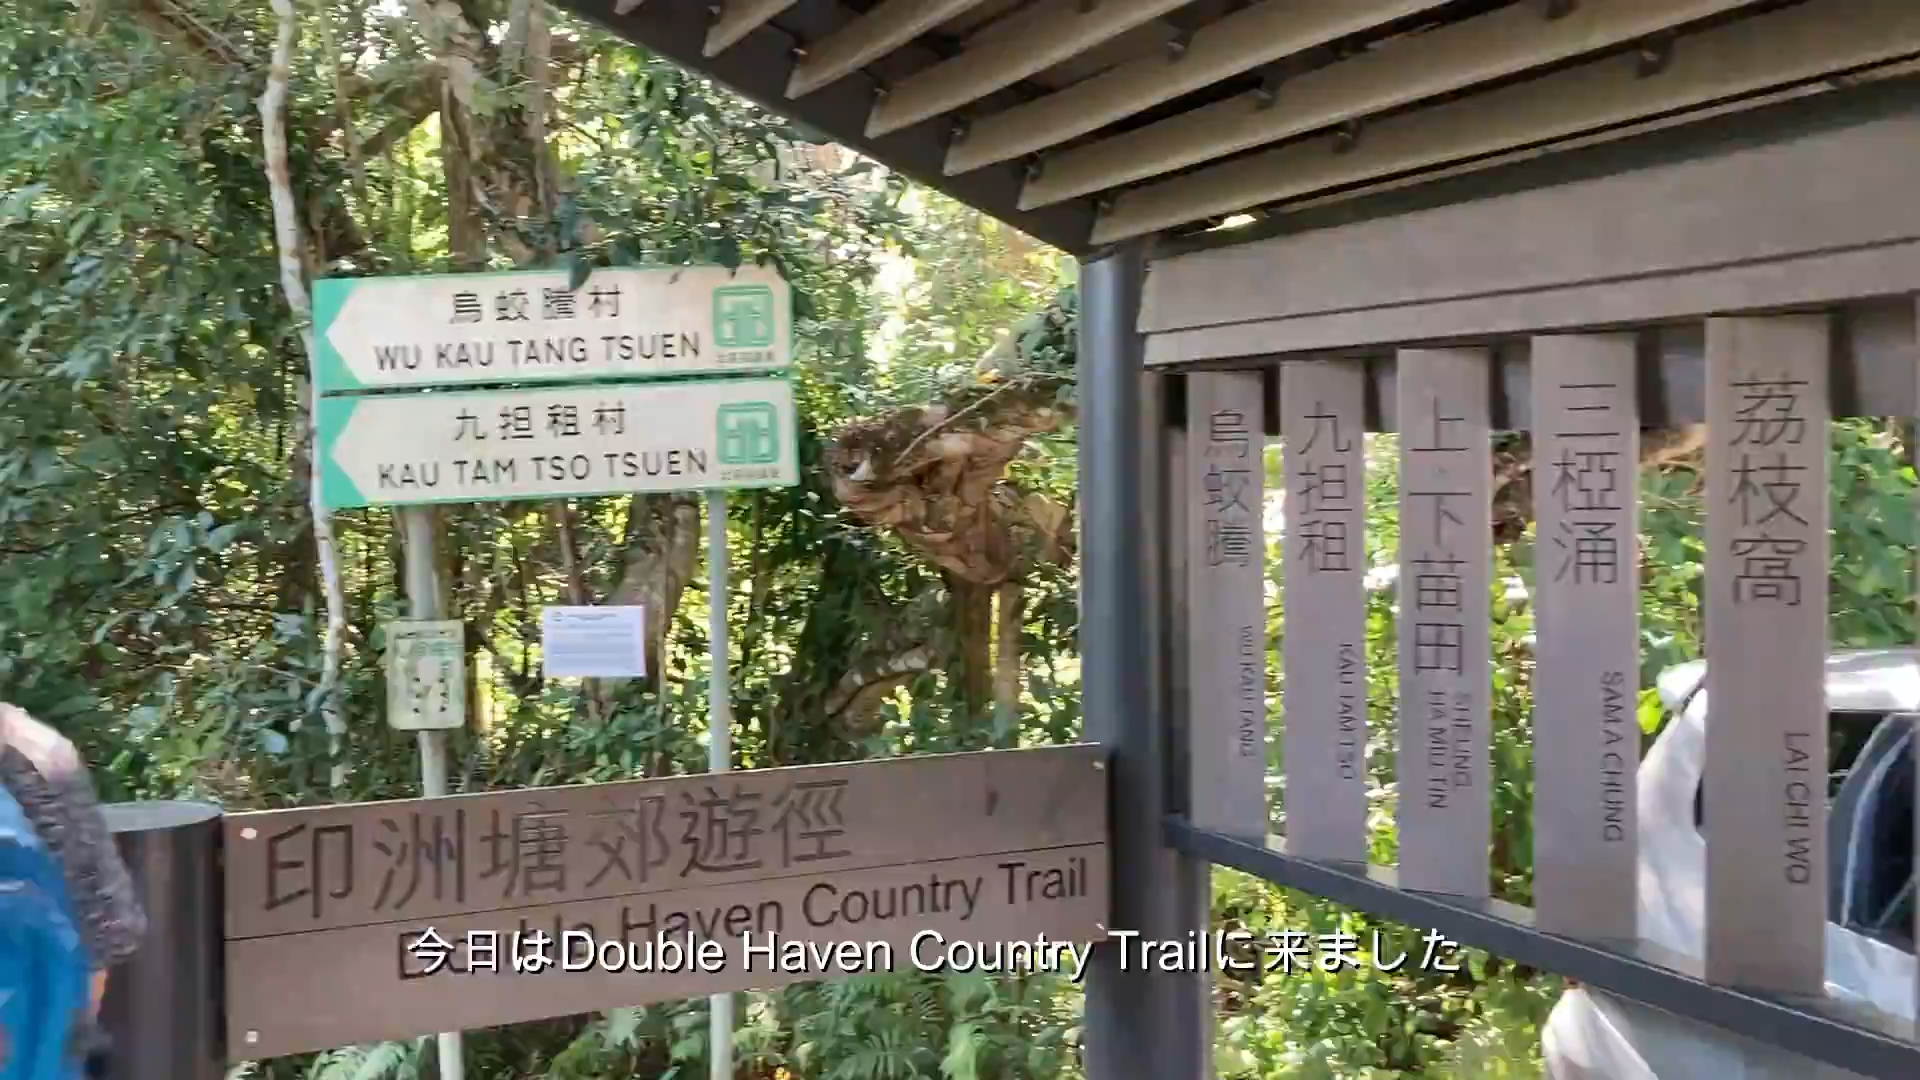 烏蛟騰村
WU KAU TANG TSUEN
九担租村
KAU TAM TSO TSUEN
烏蛟騰
WU KAU TANG
九担租
KAU TAM TSO
上下苗田
SHEUNG
HA MIU TIN
三椏涌
SAM A CHUNG
荔枝窩
LAI CHI WO
印洲塘郊遊徑
Double Haven Country Trail
今日はDouble Haven Country Trailに来ました